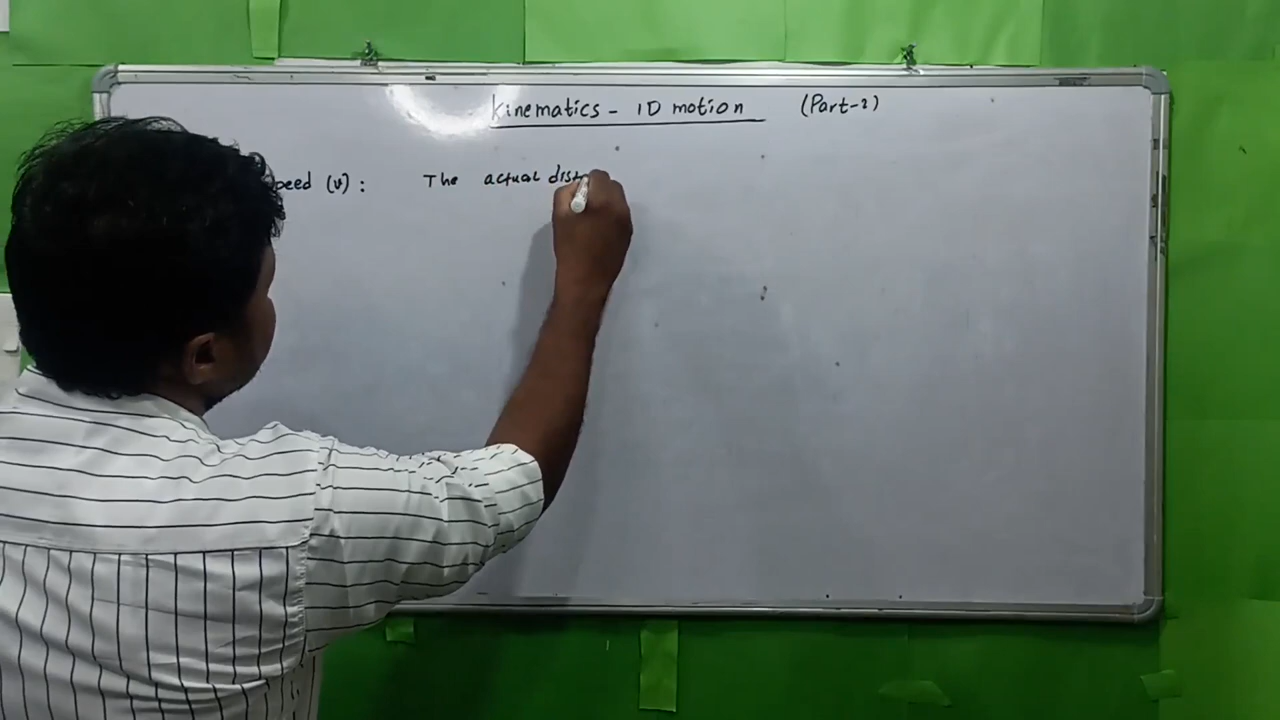 Kinematics - 1D motion (Part-2)
peed (v) : The actual dist